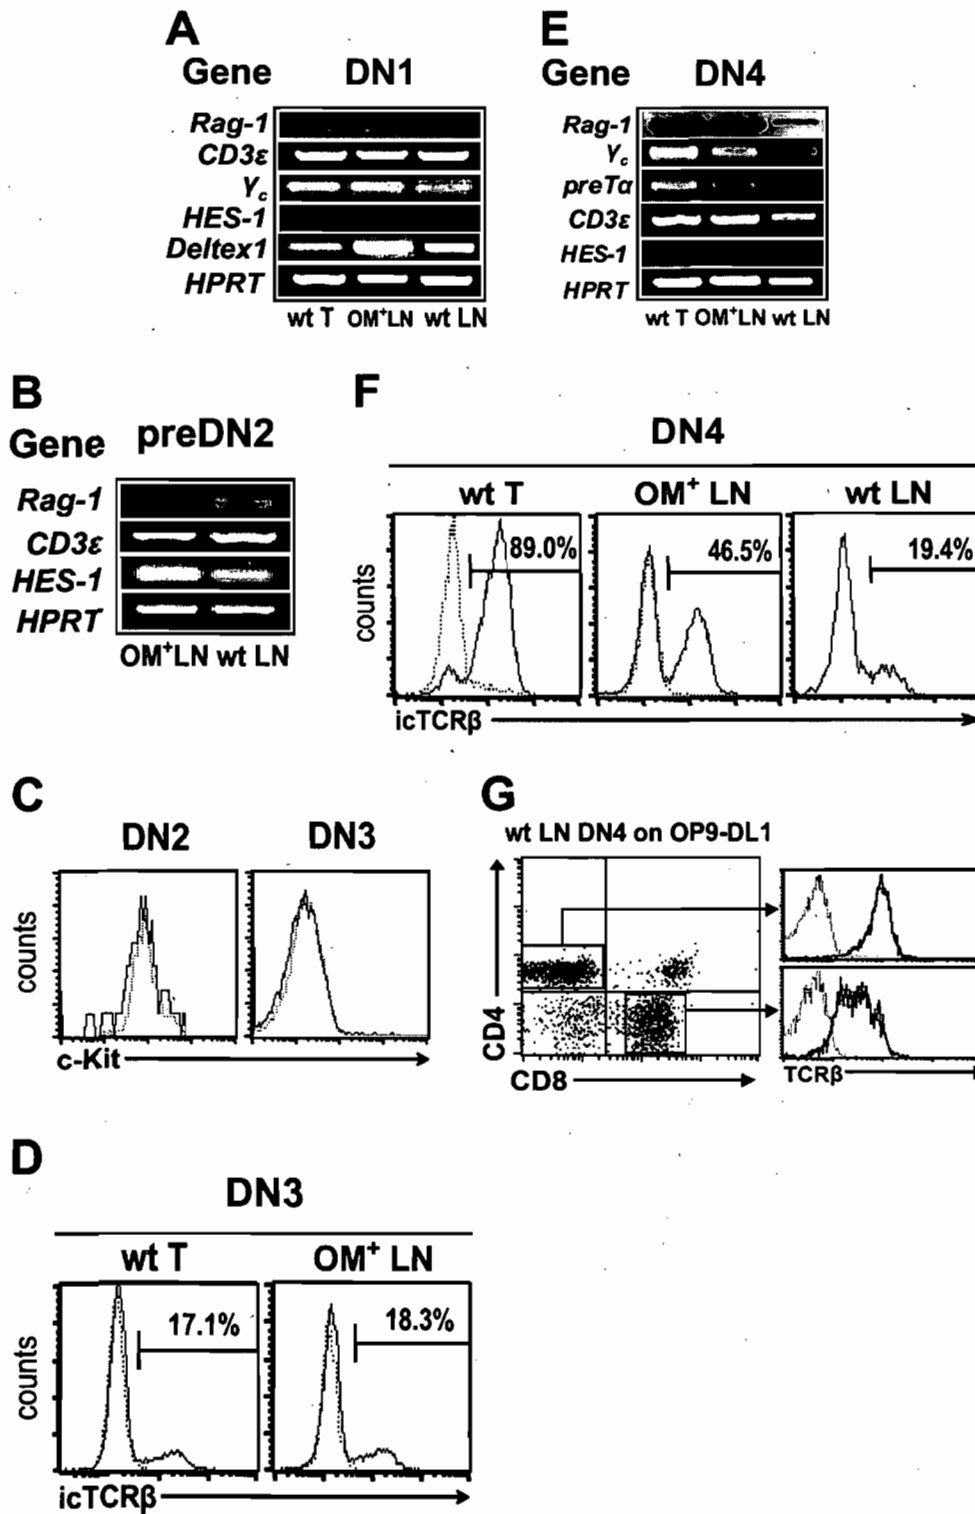 A
Gene DN1
Rag-1
CD3ε
γc
HES-1
Deltex1
HPRT
wt T OM⁺LN wt LN
E
Gene DN4
Rag-1
γc
preTα
CD3ε
HES-1
HPRT
wt T OM⁺LN wt LN
B
Gene preDN2
Rag-1
CD3ε
HES-1
HPRT
OM⁺LN wt LN
F
DN4
wt T OM⁺ LN wt LN
89.0% 46.5% 19.4%
counts
icTCRβ
C
DN2 DN3
counts
c-Kit
G
wt LN DN4 on OP9-DL1
CD4
CD8
TCRβ
D
DN3
wt T OM⁺ LN
17.1% 18.3%
counts
icTCRβ